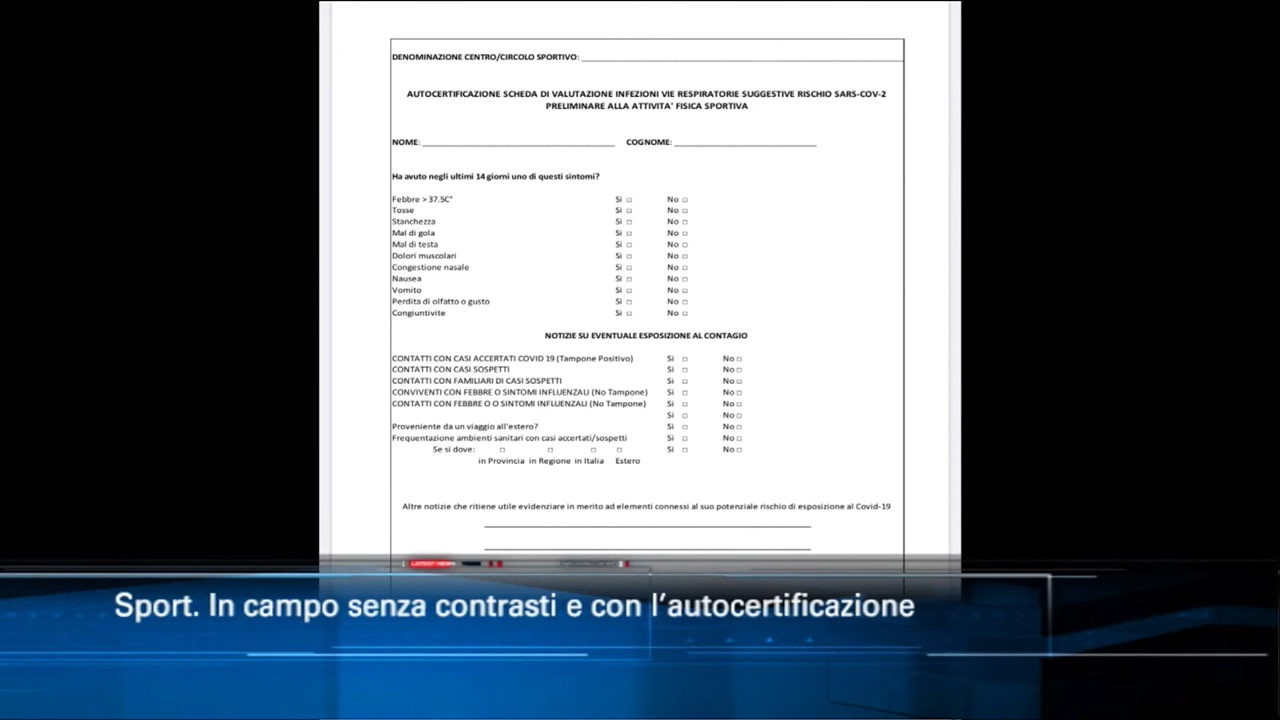 DENOMINAZIONE CENTRO/CIRCOLO SPORTIVO: ____________________
AUTOCERTIFICAZIONE SCHEDA DI VALUTAZIONE INFEZIONI VIE RESPIRATORIE SUGGESTIVE RISCHIO SARS-COV-2
PRELIMINARE ALLA ATTIVITA' FISICA SPORTIVA
NOME: ____________________ COGNOME: ____________________
Ha avuto negli ultimi 14 giorni uno di questi sintomi?
Febbre > 37.5C° Si □ No □
Tosse Si □ No □
Stanchezza Si □ No □
Mal di gola Si □ No □
Mal di testa Si □ No □
Dolori muscolari Si □ No □
Congestione nasale Si □ No □
Nausea Si □ No □
Vomito Si □ No □
Perdita di olfatto o gusto Si □ No □
Congiuntivite Si □ No □
NOTIZIE SU EVENTUALE ESPOSIZIONE AL CONTAGIO
CONTATTI CON CASI ACCERTATI COVID 19 (Tampone Positivo) Si □ No □
CONTATTI CON CASI SOSPETTI Si □ No □
CONTATTI CON FAMILIARI DI CASI SOSPETTI Si □ No □
CONVIVENTI CON FEBBRE O SINTOMI INFLUENZALI (No Tampone) Si □ No □
CONTATTI CON FEBBRE O O SINTOMI INFLUENZALI (No Tampone) Si □ No □
Si □ No □
Proveniente da un viaggio all'estero? Si □ No □
Frequentazione ambienti sanitari con casi accertati/sospetti Si □ No □
Se si dove: □ □ □ □ Si □ No □
in Provincia in Regione in Italia Estero
Altre notizie che ritiene utile evidenziare in merito ad elementi connessi al suo potenziale rischio di esposizione al Covid-19
LATEST NEWS
Sport. In campo senza contrasti e con l'autocertificazione